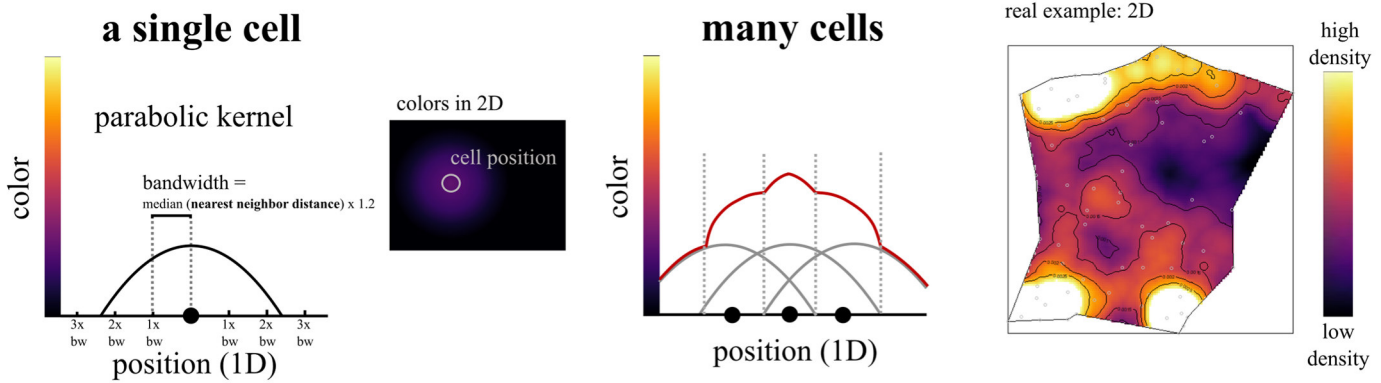 a single cell
color
parabolic kernel
bandwidth =
median (nearest neighbor distance) x 1.2
3x 2x 1x 1x 2x 3x
bw bw bw bw bw bw
position (1D)
colors in 2D
cell position
many cells
color
position (1D)
real example: 2D
high
density
low
density